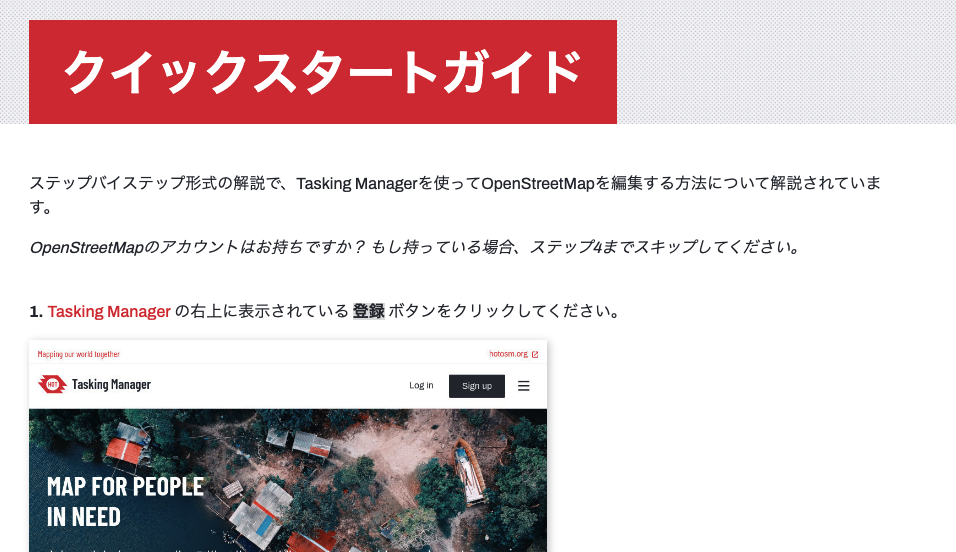 クイックスタートガイド
ステップバイステップ形式の解説で、Tasking Managerを使ってOpenStreetMapを編集する方法について解説されていま
す。
OpenStreetMapのアカウントはお持ちですか？ もし持っている場合、ステップ4までスキップしてください。
1. Tasking Manager の右上に表示されている 登録 ボタンをクリックしてください。
Mapping our world together
hotosm.org
HOT Tasking Manager
Log in
Sign up
MAP FOR PEOPLE
IN NEED